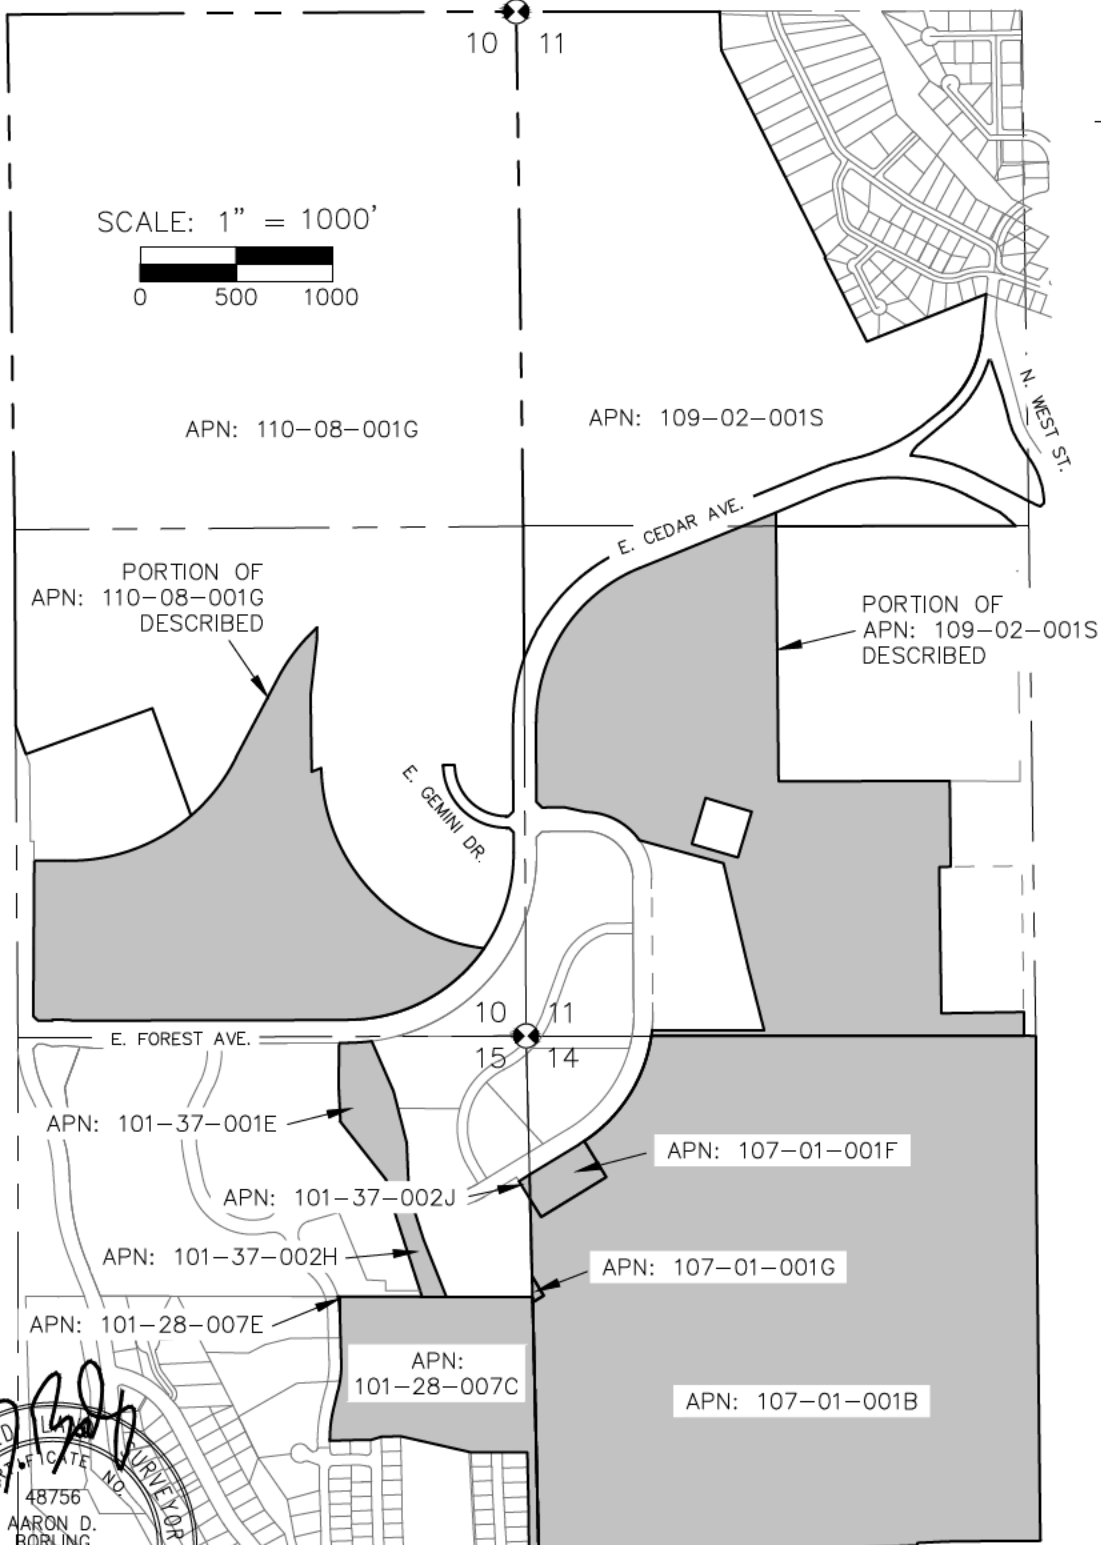 10 11
SCALE: 1" = 1000'
0 500 1000
APN: 110-08-001G
APN: 109-02-001S
N. WEST ST.
E. CEDAR AVE.
PORTION OF
APN: 110-08-001G
DESCRIBED
PORTION OF
APN: 109-02-001S
DESCRIBED
E. GEMINI DR.
10 11
E. FOREST AVE.
15 14
APN: 101-37-001E
APN: 107-01-001F
APN: 101-37-002J
APN: 101-37-002H
APN: 107-01-001G
APN: 101-28-007E
APN:
101-28-007C
APN: 107-01-001B
SURVEYOR
NO.
48756
AARON D.
BORLING